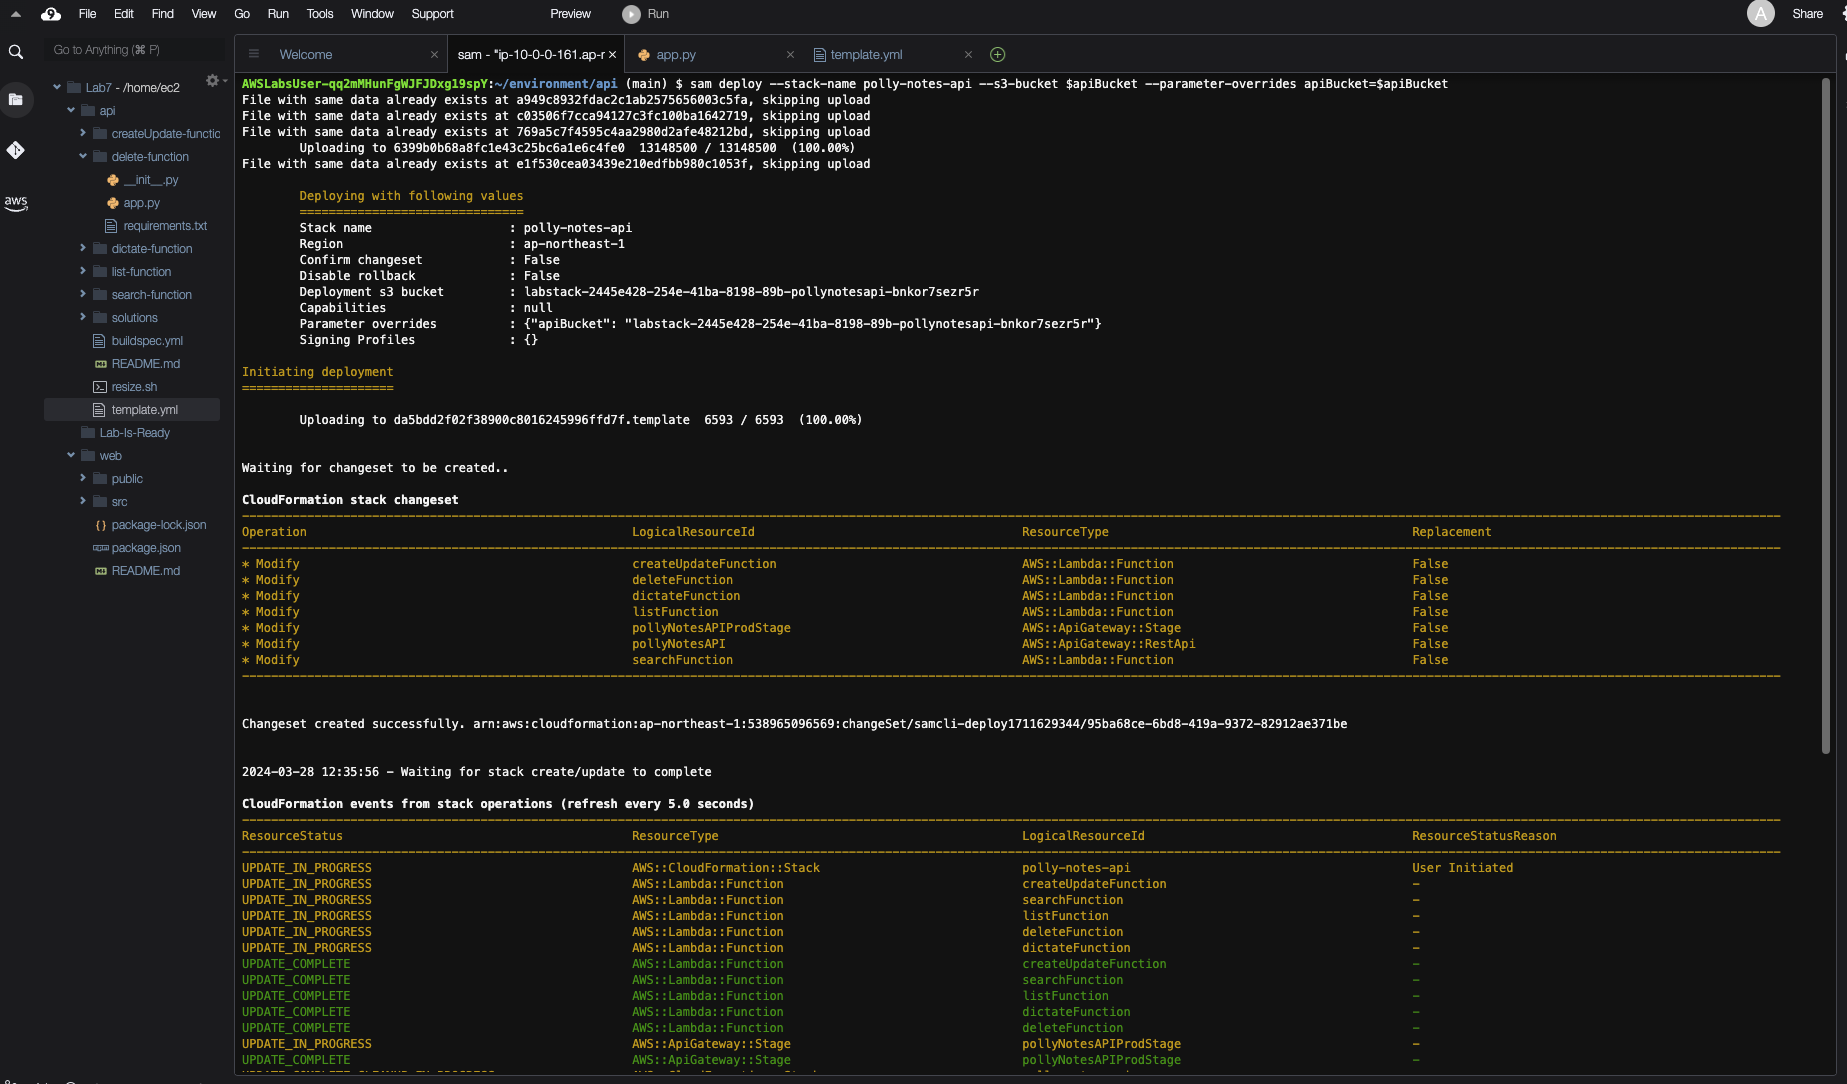 File Edit Find View Go Run Tools Window Support Preview Run A Share
Go to Anything (⌘ P)
Welcome
sam - "ip-10-0-0-161.ap-r
app.py
template.yml
aws
Lab7 - /home/ec2
api
createUpdate-functio
delete-function
__init__.py
app.py
requirements.txt
dictate-function
list-function
search-function
solutions
buildspec.yml
README.md
resize.sh
template.yml
Lab-Is-Ready
web
public
src
package-lock.json
package.json
README.md
AWSLabsUser-qq2mMHunFgWJFJDxg19spY:~/environment/api (main) $ sam deploy --stack-name polly-notes-api --s3-bucket $apiBucket --parameter-overrides apiBucket=$apiBucket
File with same data already exists at a949c8932fdac2c1ab2575656003c5fa, skipping upload
File with same data already exists at c03506f7cca94127c3fc100ba1642719, skipping upload
File with same data already exists at 769a5c7f4595c4aa2980d2afe48212bd, skipping upload
Uploading to 6399b0b68a8fc1e43c25bc6a1e6c4fe0 13148500 / 13148500 (100.00%)
File with same data already exists at e1f530cea03439e210edfbb980c1053f, skipping upload
Deploying with following values
===============================
Stack name : polly-notes-api
Region : ap-northeast-1
Confirm changeset : False
Disable rollback : False
Deployment s3 bucket : labstack-2445e428-254e-41ba-8198-89b-pollynotesapi-bnkor7sezr5r
Capabilities : null
Parameter overrides : {"apiBucket": "labstack-2445e428-254e-41ba-8198-89b-pollynotesapi-bnkor7sezr5r"}
Signing Profiles : {}
Initiating deployment
=====================
Uploading to da5bdd2f02f38900c8016245996ffd7f.template 6593 / 6593 (100.00%)
Waiting for changeset to be created..
CloudFormation stack changeset
Operation LogicalResourceId ResourceType Replacement
* Modify createUpdateFunction AWS::Lambda::Function False
* Modify deleteFunction AWS::Lambda::Function False
* Modify dictateFunction AWS::Lambda::Function False
* Modify listFunction AWS::Lambda::Function False
* Modify pollyNotesAPIProdStage AWS::ApiGateway::Stage False
* Modify pollyNotesAPI AWS::ApiGateway::RestApi False
* Modify searchFunction AWS::Lambda::Function False
Changeset created successfully. arn:aws:cloudformation:ap-northeast-1:538965096569:changeSet/samcli-deploy1711629344/95ba68ce-6bd8-419a-9372-82912ae371be
2024-03-28 12:35:56 - Waiting for stack create/update to complete
CloudFormation events from stack operations (refresh every 5.0 seconds)
ResourceStatus ResourceType LogicalResourceId ResourceStatusReason
UPDATE_IN_PROGRESS AWS::CloudFormation::Stack polly-notes-api User Initiated
UPDATE_IN_PROGRESS AWS::Lambda::Function createUpdateFunction -
UPDATE_IN_PROGRESS AWS::Lambda::Function searchFunction -
UPDATE_IN_PROGRESS AWS::Lambda::Function listFunction -
UPDATE_IN_PROGRESS AWS::Lambda::Function deleteFunction -
UPDATE_IN_PROGRESS AWS::Lambda::Function dictateFunction -
UPDATE_COMPLETE AWS::Lambda::Function createUpdateFunction -
UPDATE_COMPLETE AWS::Lambda::Function searchFunction -
UPDATE_COMPLETE AWS::Lambda::Function listFunction -
UPDATE_COMPLETE AWS::Lambda::Function dictateFunction -
UPDATE_COMPLETE AWS::Lambda::Function deleteFunction -
UPDATE_IN_PROGRESS AWS::ApiGateway::Stage pollyNotesAPIProdStage -
UPDATE_COMPLETE AWS::ApiGateway::Stage pollyNotesAPIProdStage -